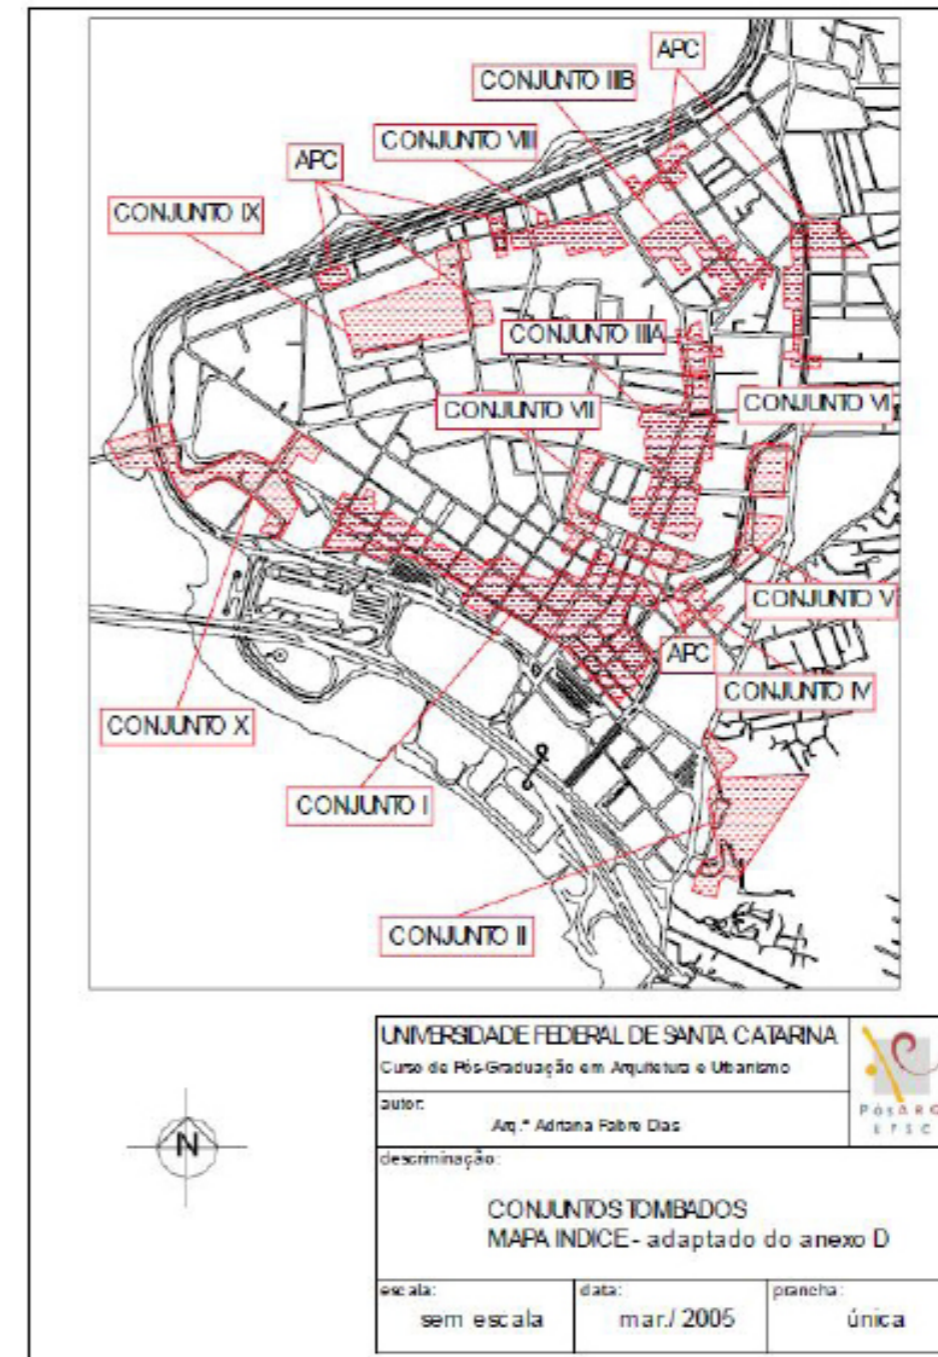 APC
CONJUNTO IIIB
CONJUNTO VIII
APC
CONJUNTO IX
CONJUNTO IIIA
CONJUNTO VII
CONJUNTO VI
CONJUNTO V
APC
CONJUNTO IV
CONJUNTO X
CONJUNTO I
CONJUNTO II
N
UNIVERSIDADE FEDERAL DE SANTA CATARINA
Curso de Pós-Graduação em Arquitetura e Urbanismo
autor:
Arq.ª Adriana Fabre Dias
PósARQ
UFSC
descriminação:
CONJUNTOS TOMBADOS
MAPA INDICE - adaptado do anexo D
escala:
sem escala
data:
mar./ 2005
prancha:
única